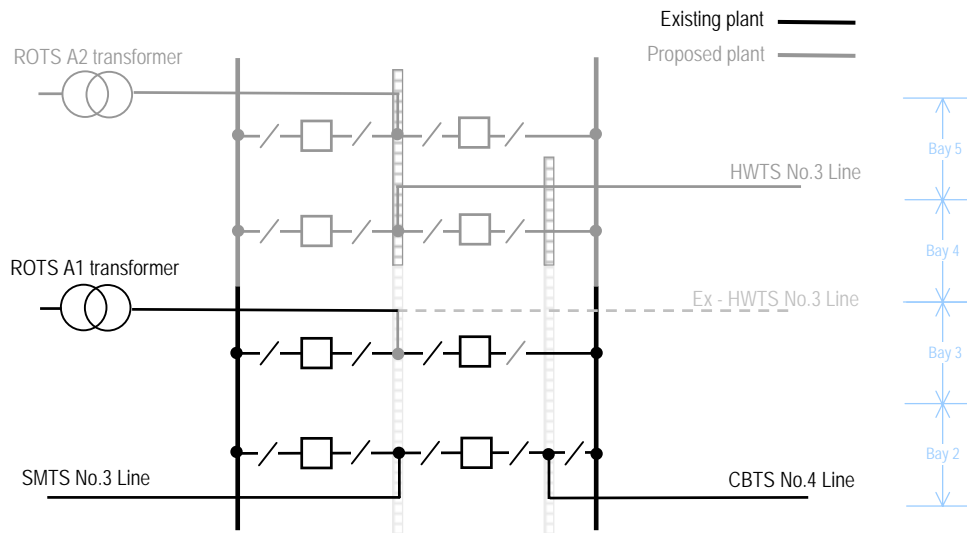 Existing plant
Proposed plant
ROTS A2 transformer
Bay 5
HWTS No.3 Line
Bay 4
ROTS A1 transformer
Ex - HWTS No.3 Line
Bay 3
Bay 2
SMTS No.3 Line
CBTS No.4 Line